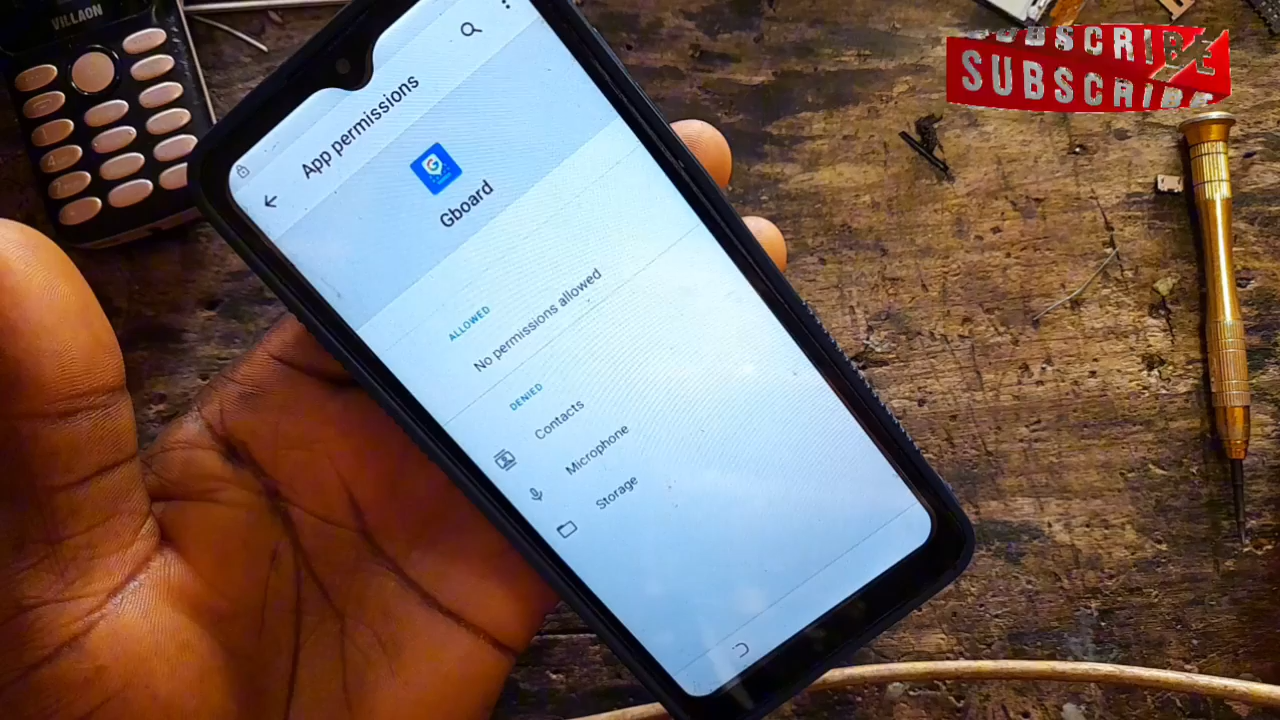 VILLAON
App permissions
Gboard
ALLOWED
No permissions allowed
DENIED
Contacts
Microphone
Storage
SUBSCRIBE
SUBSCRIBE